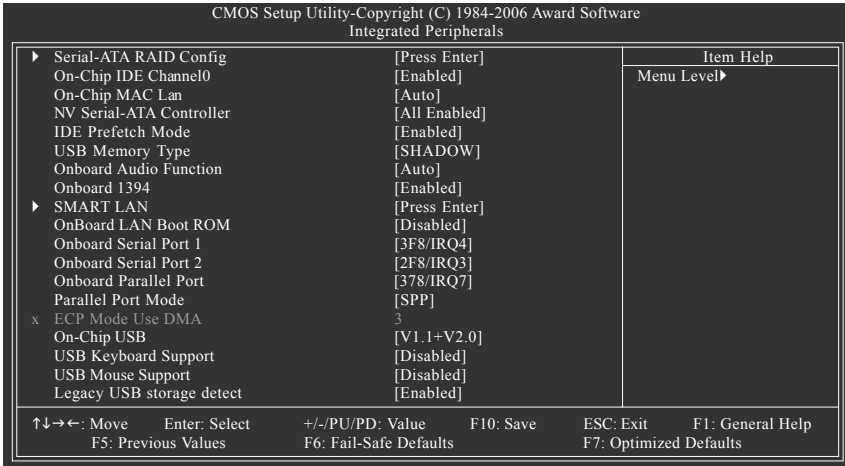 CMOS Setup Utility-Copyright (C) 1984-2006 Award Software
Integrated Peripherals
▶ Serial-ATA RAID Config [Press Enter] Item Help
On-Chip IDE Channel0 [Enabled] Menu Level▶
On-Chip MAC Lan [Auto]
NV Serial-ATA Controller [All Enabled]
IDE Prefetch Mode [Enabled]
USB Memory Type [SHADOW]
Onboard Audio Function [Auto]
Onboard 1394 [Enabled]
▶ SMART LAN [Press Enter]
OnBoard LAN Boot ROM [Disabled]
Onboard Serial Port 1 [3F8/IRQ4]
Onboard Serial Port 2 [2F8/IRQ3]
Onboard Parallel Port [378/IRQ7]
Parallel Port Mode [SPP]
x ECP Mode Use DMA 3
On-Chip USB [V1.1+V2.0]
USB Keyboard Support [Disabled]
USB Mouse Support [Disabled]
Legacy USB storage detect [Enabled]
↑↓→←: Move Enter: Select +/-/PU/PD: Value F10: Save ESC: Exit F1: General Help
F5: Previous Values F6: Fail-Safe Defaults F7: Optimized Defaults